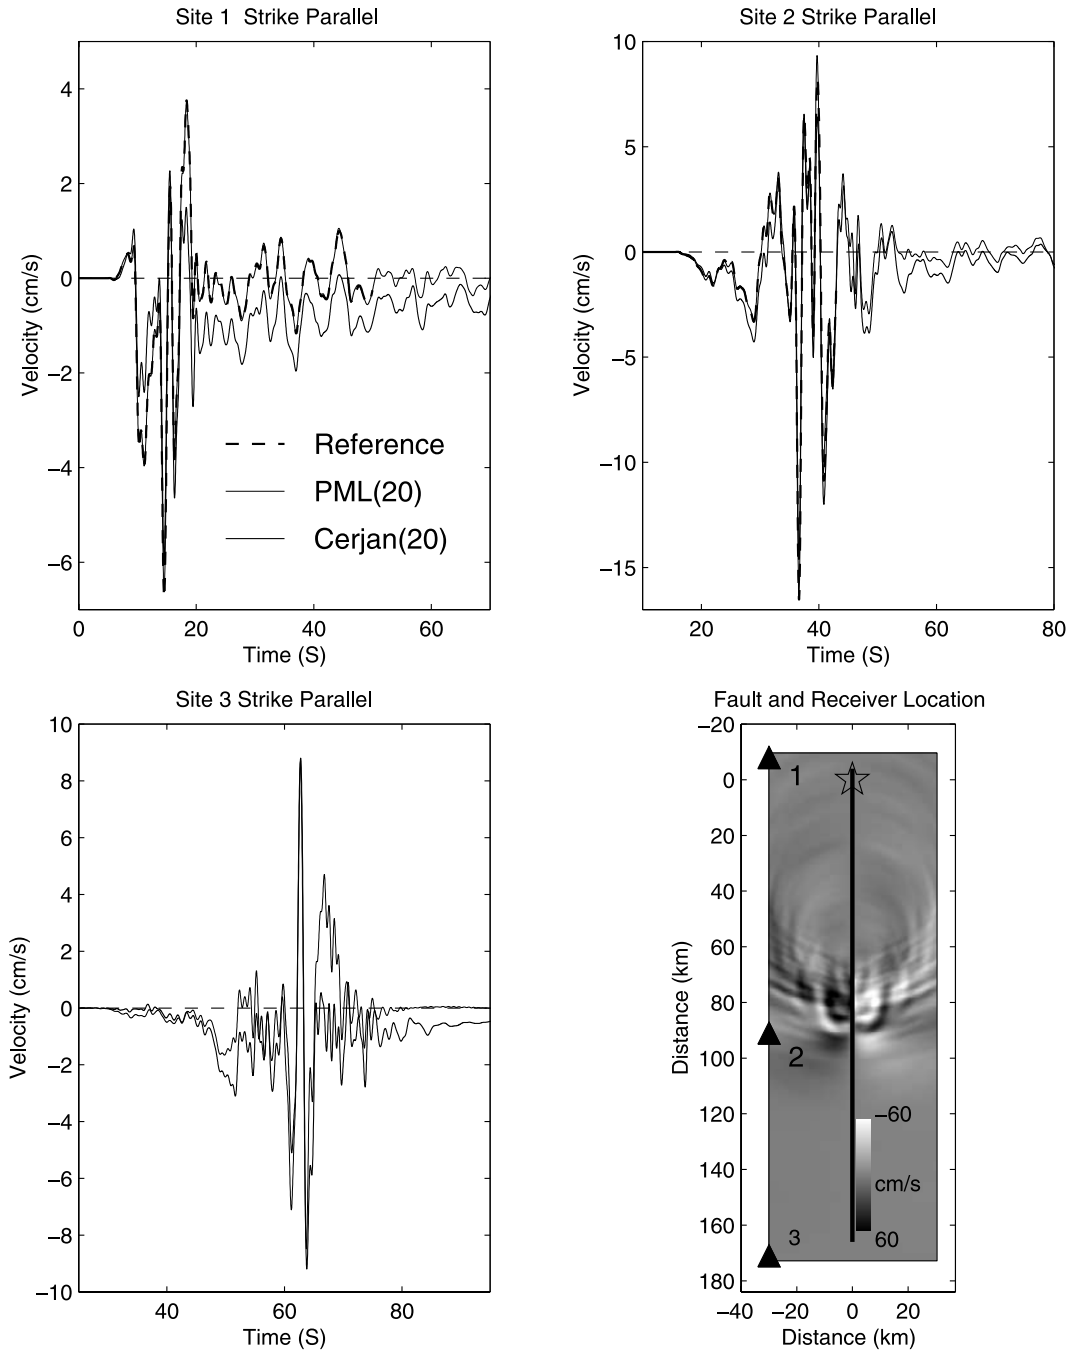 Site 1 Strike Parallel
Velocity (cm/s)
4
2
0
−2
−4
−6
Reference
PML(20)
Cerjan(20)
0 20 40 60
Time (S)
Site 2 Strike Parallel
Velocity (cm/s)
10
5
0
−5
−10
−15
20 40 60 80
Time (S)
Site 3 Strike Parallel
Velocity (cm/s)
10
8
6
4
2
0
−2
−4
−6
−8
−10
40 60 80
Time (S)
Fault and Receiver Location
Distance (km)
−20
0
20
40
60
80
100
120
140
160
180
1
2
3
−60
cm/s
60
−40 −20 0 20
Distance (km)